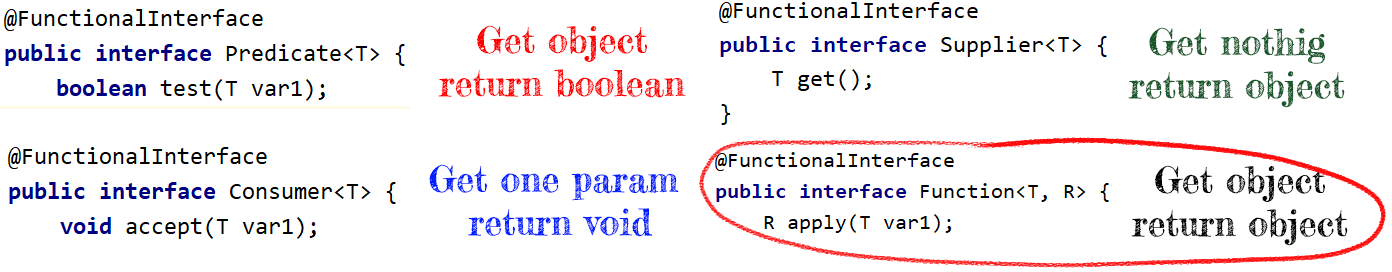 @FunctionalInterface
public interface Predicate<T> {
boolean test(T var1);
Get object
return boolean
@FunctionalInterface
public interface Supplier<T> {
T get();
}
Get nothig
return object
@FunctionalInterface
public interface Consumer<T> {
void accept(T var1);
Get one param
return void
@FunctionalInterface
public interface Function<T, R> {
R apply(T var1);
Get object
return object